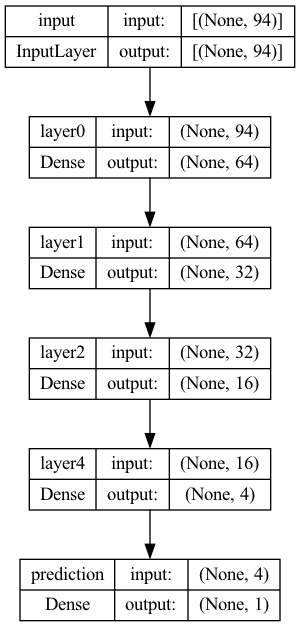 input input: [(None, 94)]
InputLayer output: [(None, 94)]
layer0 input: (None, 94)
Dense output: (None, 64)
layer1 input: (None, 64)
Dense output: (None, 32)
layer2 input: (None, 32)
Dense output: (None, 16)
layer4 input: (None, 16)
Dense output: (None, 4)
prediction input: (None, 4)
Dense output: (None, 1)